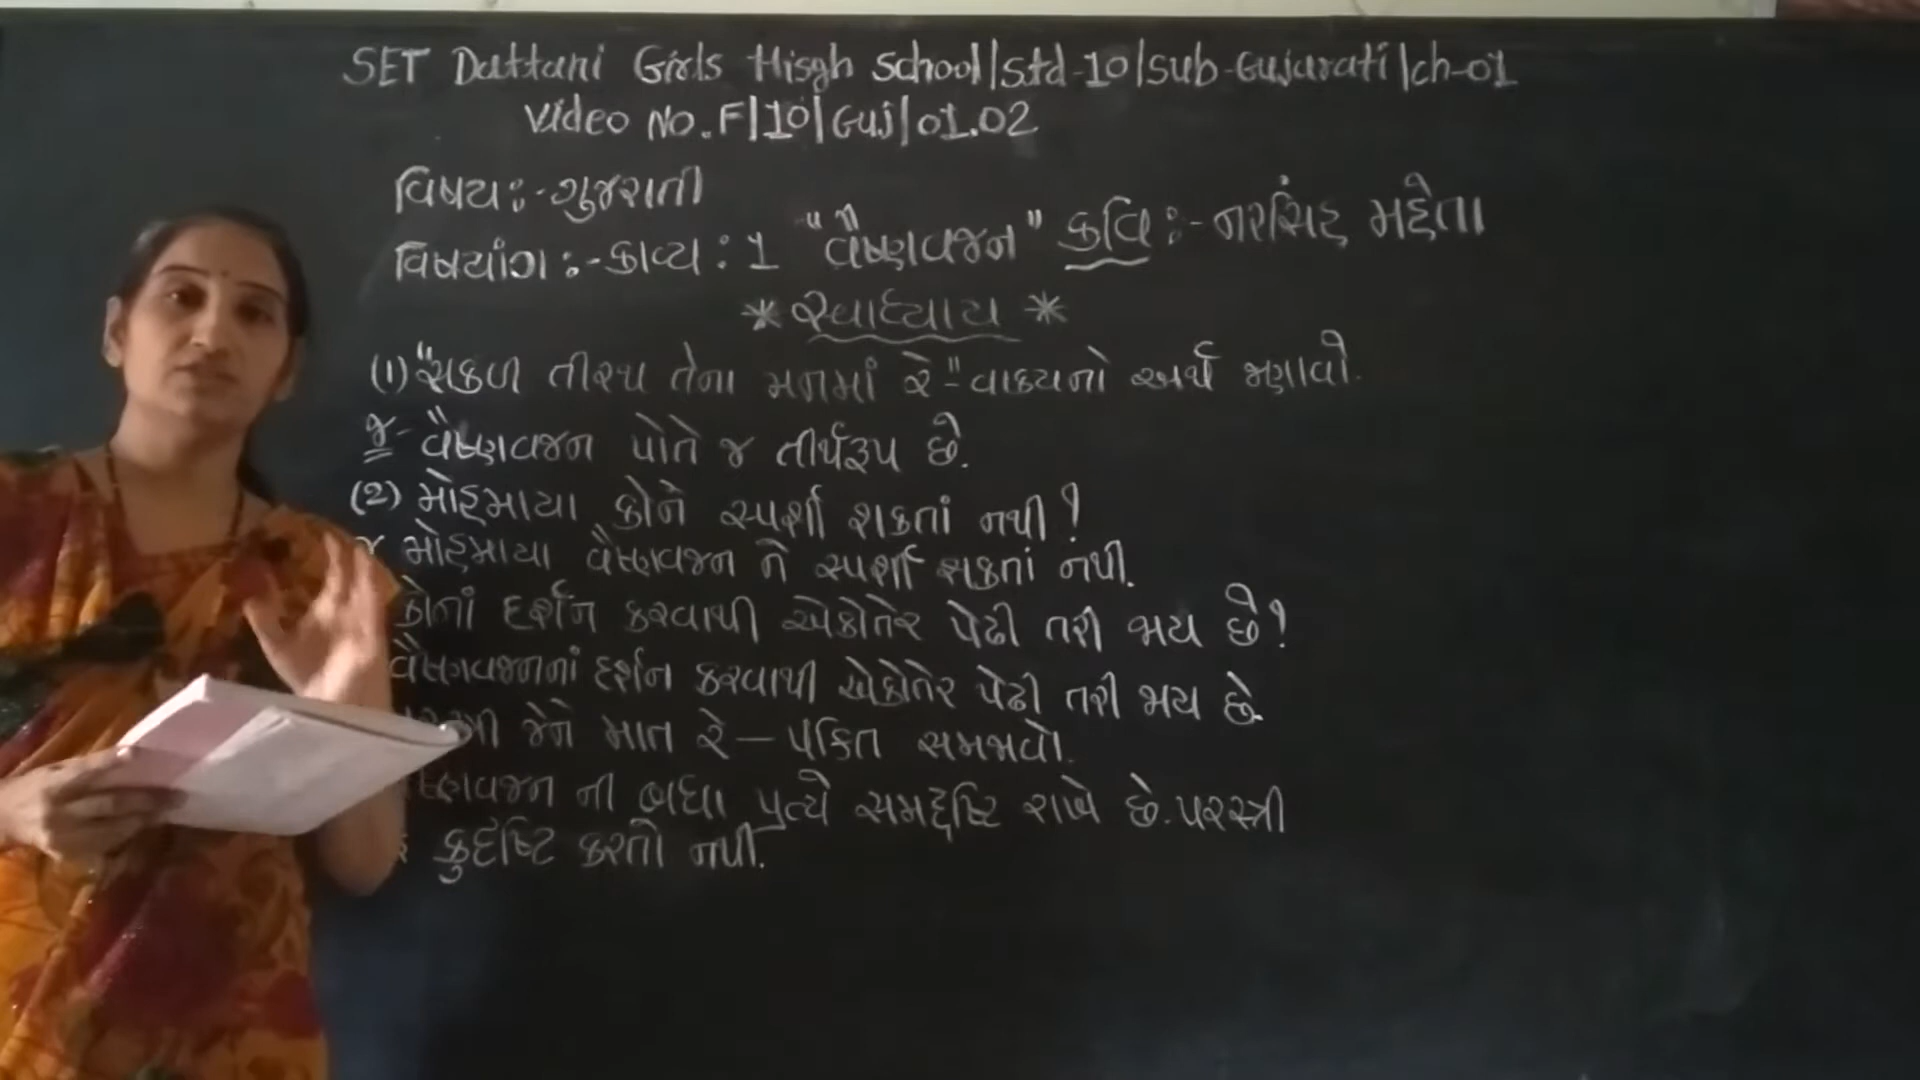 SET Dattani Girls Hisgh School|Std-10|Sub-Gujarati|ch-01
Video No.F|10|Guj|01.02
વિષય:-ગુજરાતી
વિષયાંગ:-કાવ્ય:1 "વૈષ્ણવજન" કવિ:-નરસિંહ મહેતા
* સ્વાધ્યાય *
(1) "સકળ તીરથ તેના મનમાં રે"-વાક્યનો અર્થ જણાવો.
જ- વૈષ્ણવજન પોતે જ તીર્થરૂપ છે.
(2) મોહમાયા કોને સ્પર્શી શકતાં નથી?
જ મોહમાયા વૈષ્ણવજન ને સ્પર્શી શકતાં નથી.
કોનાં દર્શન કરવાથી એકોતેર પેઢી તરી જાય છે?
વૈષ્ણવજનનાં દર્શન કરવાથી એકોતેર પેઢી તરી જાય છે.
જેને માત રે – પંકિત સમજાવો.
ની બધા પ્રત્યે સમદ્દષ્ટિ રાખે છે. પરસ્ત્રી
કુદૃષ્ટિ કરતો નથી.